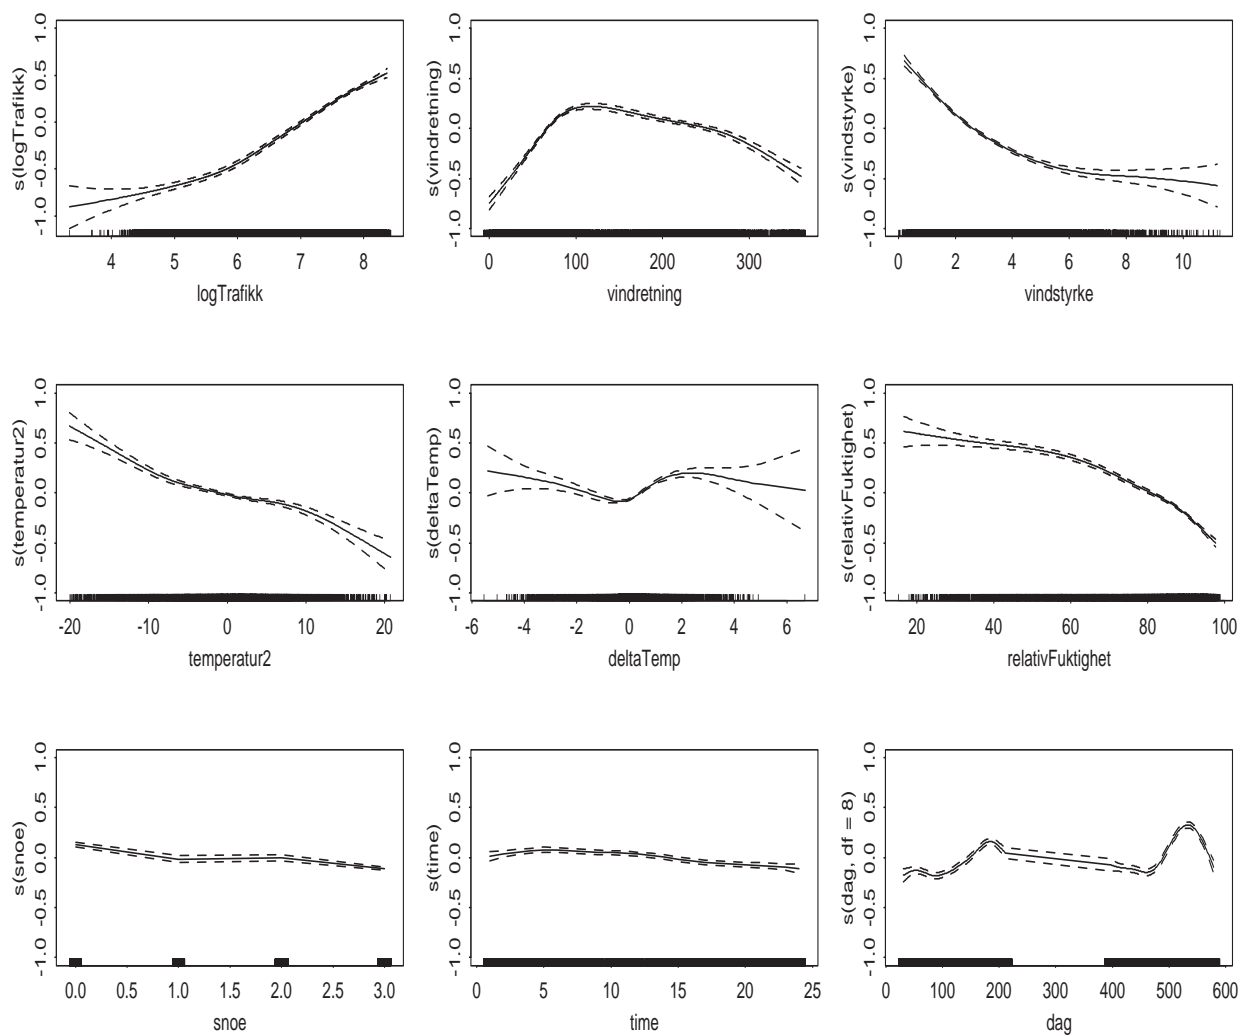 s(logTrafikk)
-1.0 -0.5 0.0 0.5 1.0
4 5 6 7 8
logTrafikk
s(vindretning)
-1.0 -0.5 0.0 0.5 1.0
0 100 200 300
vindretning
s(vindstyrke)
-1.0 -0.5 0.0 0.5 1.0
0 2 4 6 8 10
vindstyrke
s(temperatur2)
-1.0 -0.5 0.0 0.5 1.0
-20 -10 0 10 20
temperatur2
s(deltaTemp)
-1.0 -0.5 0.0 0.5 1.0
-6 -4 -2 0 2 4 6
deltaTemp
s(relativFuktighet)
-1.0 -0.5 0.0 0.5 1.0
20 40 60 80 100
relativFuktighet
s(snoe)
-1.0 -0.5 0.0 0.5 1.0
0.0 0.5 1.0 1.5 2.0 2.5 3.0
snoe
s(time)
-1.0 -0.5 0.0 0.5 1.0
0 5 10 15 20 25
time
s(dag, df = 8)
-1.0 -0.5 0.0 0.5 1.0
0 100 200 300 400 500 600
dag